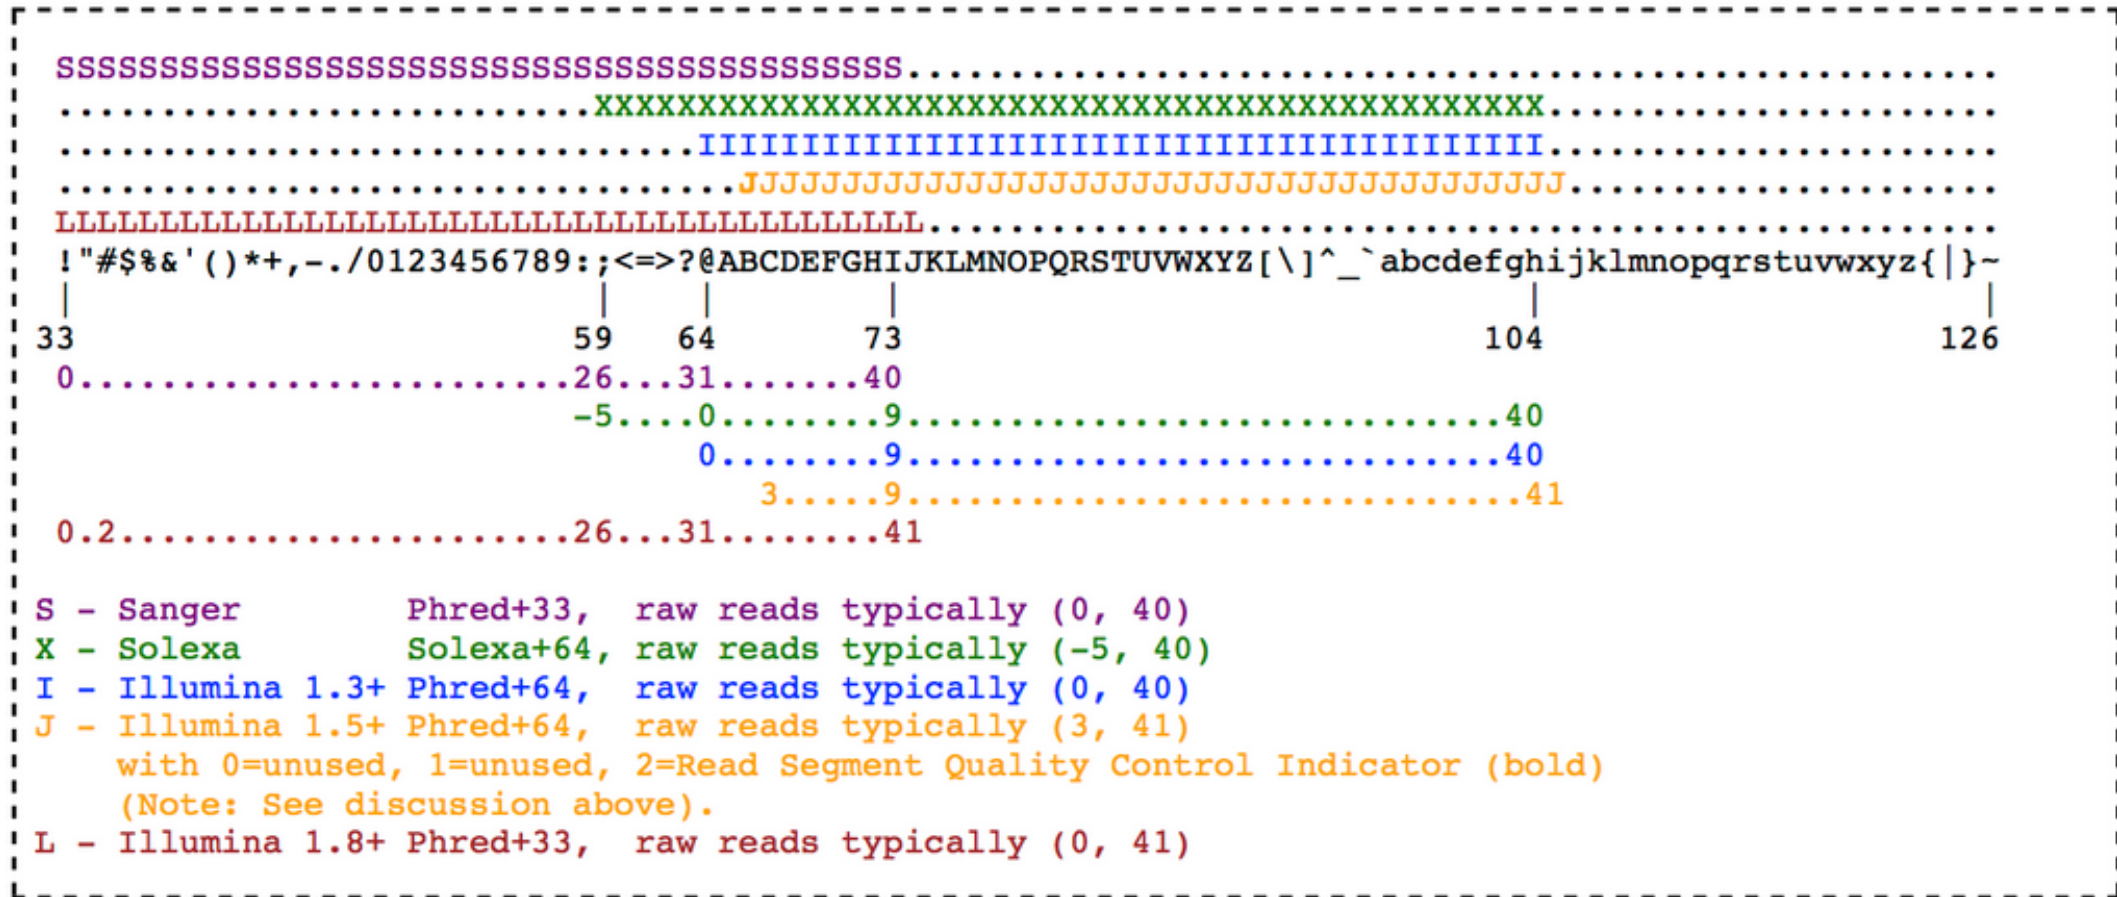 SSSSSSSSSSSSSSSSSSSSSSSSSSSSSSSSSSSSSSSSS.....................................................
..........................XXXXXXXXXXXXXXXXXXXXXXXXXXXXXXXXXXXXXXXXXXXXXX......................
...............................IIIIIIIIIIIIIIIIIIIIIIIIIIIIIIIIIIIIIIIII......................
.................................JJJJJJJJJJJJJJJJJJJJJJJJJJJJJJJJJJJJJJJJ.....................
LLLLLLLLLLLLLLLLLLLLLLLLLLLLLLLLLLLLLLLLLL....................................................
!"#$%&'()*+,-./0123456789:;<=>?@ABCDEFGHIJKLMNOPQRSTUVWXYZ[\]^_`abcdefghijklmnopqrstuvwxyz{|}~
| | | | | |
33 59 64 73 104 126
0........................26...31.......40
-5....0........9.............................40
0........9.............................40
3.....9..............................41
0.2......................26...31........41
S - Sanger Phred+33, raw reads typically (0, 40)
X - Solexa Solexa+64, raw reads typically (-5, 40)
I - Illumina 1.3+ Phred+64, raw reads typically (0, 40)
J - Illumina 1.5+ Phred+64, raw reads typically (3, 41)
with 0=unused, 1=unused, 2=Read Segment Quality Control Indicator (bold)
(Note: See discussion above).
L - Illumina 1.8+ Phred+33, raw reads typically (0, 41)